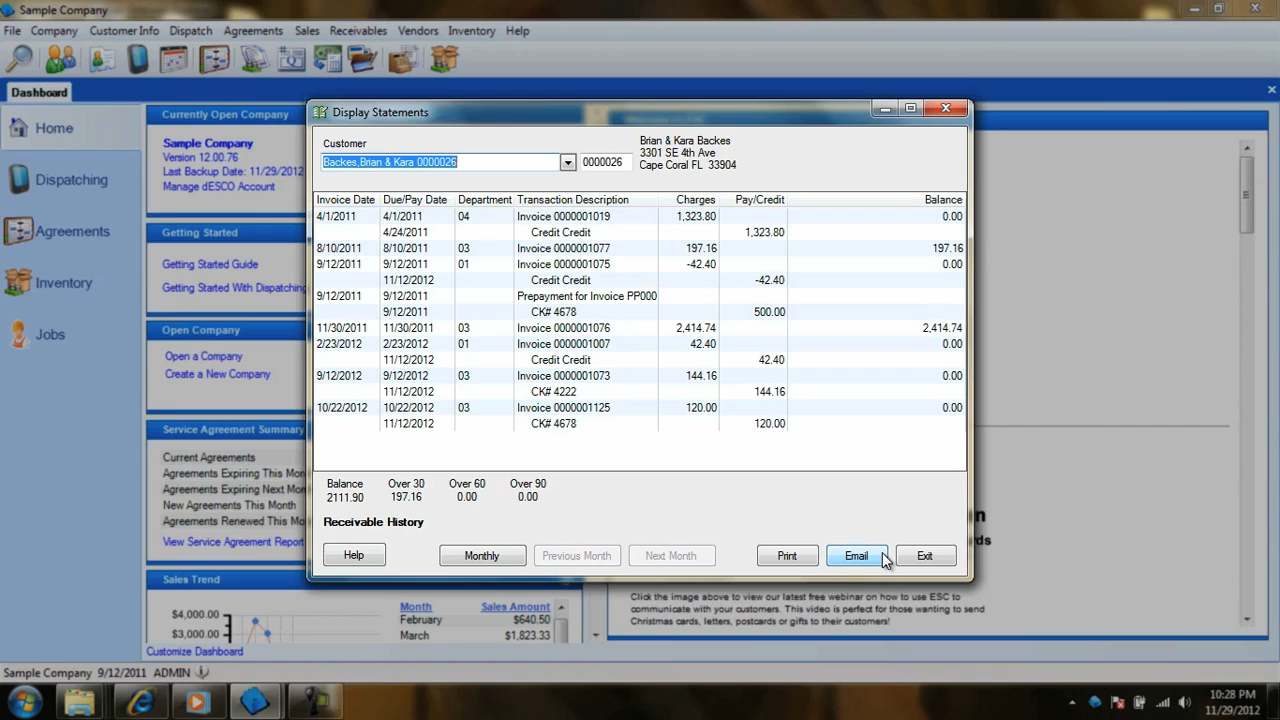 Sample Company
File Company Customer Info Dispatch Agreements Sales Receivables Vendors Inventory Help
Dashboard
Home
Dispatching
Agreements
Inventory
Jobs
Currently Open Company
Sample Company
Version 12.00.76
Last Backup Date: 11/29/2012
Manage dESCO Account
Getting Started
Getting Started Guide
Getting Started With Dispatching
Open Company
Open a Company
Create a New Company
Service Agreement Summary
Current Agreements
Agreements Expiring This Mon
Agreements Expiring Next Mon
New Agreements This Month
Agreements Renewed This Mo
View Service Agreement Report
Sales Trend
$4,000.00
$3,000.00
Month Sales Amount
February $640.50
March $1,823.33
Customize Dashboard
Display Statements
Customer
Backes,Brian & Kara 0000026 0000026
Brian & Kara Backes
3301 SE 4th Ave
Cape Coral FL 33904
Invoice Date Due/Pay Date Department Transaction Description Charges Pay/Credit Balance
4/1/2011 4/1/2011 04 Invoice 0000001019 1,323.80 0.00
4/24/2011 Credit Credit 1,323.80
8/10/2011 8/10/2011 03 Invoice 0000001077 197.16 197.16
9/12/2011 9/12/2011 01 Invoice 0000001075 -42.40 0.00
11/12/2012 Credit Credit -42.40
9/12/2011 9/12/2011 Prepayment for Invoice PP000
9/12/2011 CK# 4678 500.00
11/30/2011 11/30/2011 03 Invoice 0000001076 2,414.74 2,414.74
2/23/2012 2/23/2012 01 Invoice 0000001007 42.40 0.00
11/12/2012 Credit Credit 42.40
9/12/2012 9/12/2012 03 Invoice 0000001073 144.16 0.00
11/12/2012 CK# 4222 144.16
10/22/2012 10/22/2012 03 Invoice 0000001125 120.00 0.00
11/12/2012 CK# 4678 120.00
Balance Over 30 Over 60 Over 90
2111.90 197.16 0.00 0.00
Receivable History
Help Monthly Previous Month Next Month Print Email Exit
Click the image above to view our latest free webinar on how to use ESC to
communicate with your customers. This video is perfect for those wanting to send
Christmas cards, letters, postcards or gifts to their customers!
Sample Company 9/12/2011 ADMIN
10:28 PM
11/29/2012